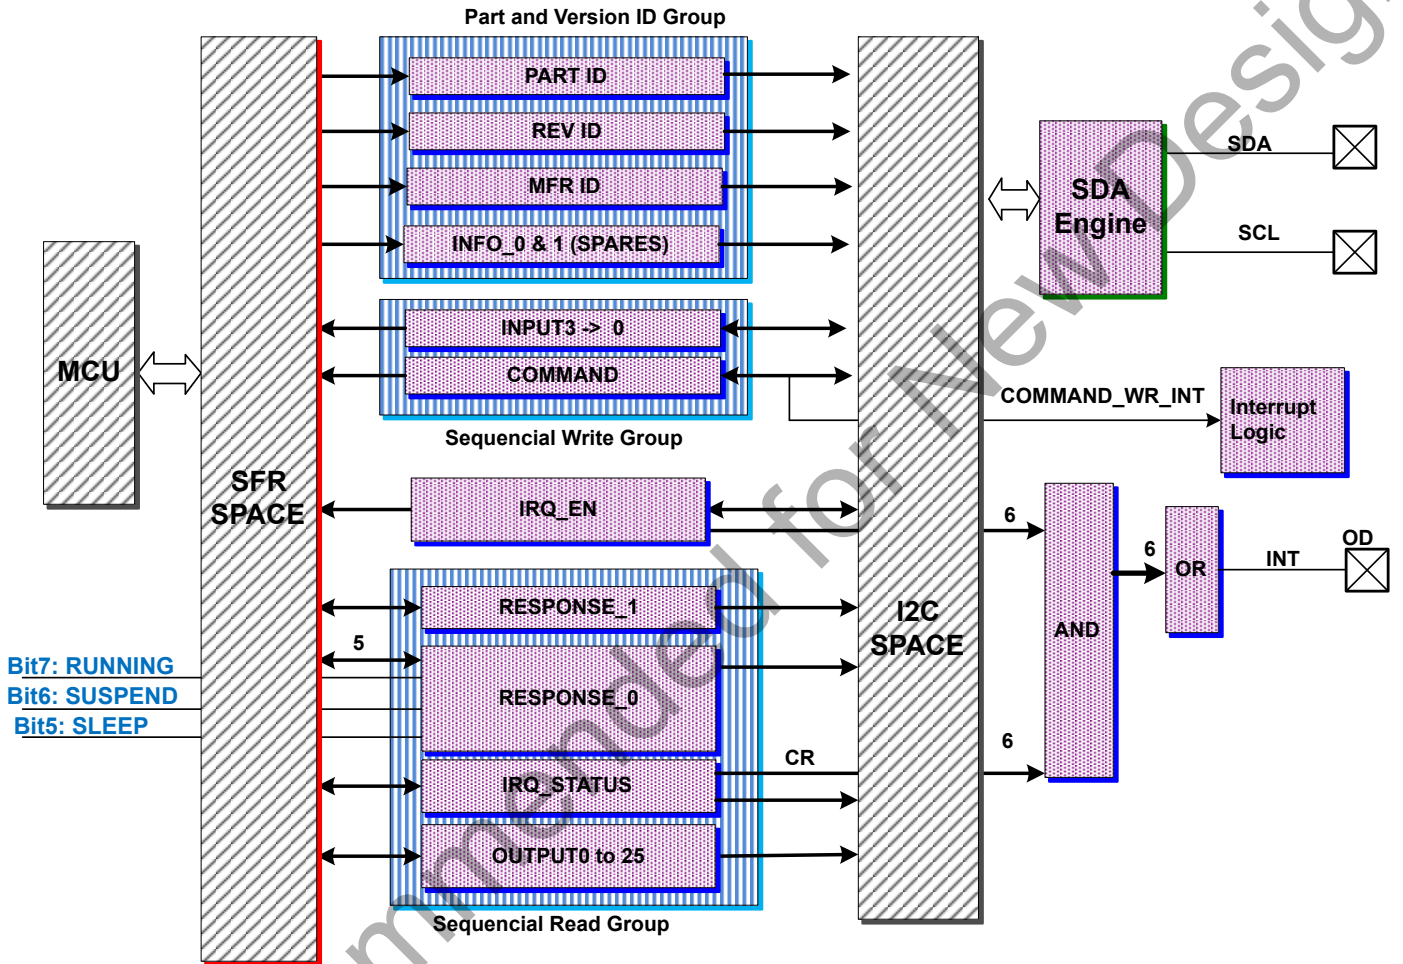 Part and Version ID Group
PART ID
REV ID
MFR ID
INFO_0 & 1 (SPARES)
INPUT3 -> 0
COMMAND
Sequencial Write Group
MCU
SFR
SPACE
IRQ_EN
RESPONSE_1
5
RESPONSE_0
Bit7: RUNNING
Bit6: SUSPEND
Bit5: SLEEP
IRQ_STATUS
CR
OUTPUT0 to 25
Sequencial Read Group
I2C
SPACE
SDA
Engine
SDA
SCL
COMMAND_WR_INT
Interrupt
Logic
6
6
AND
6
OR
INT
OD
mmended for New Desig